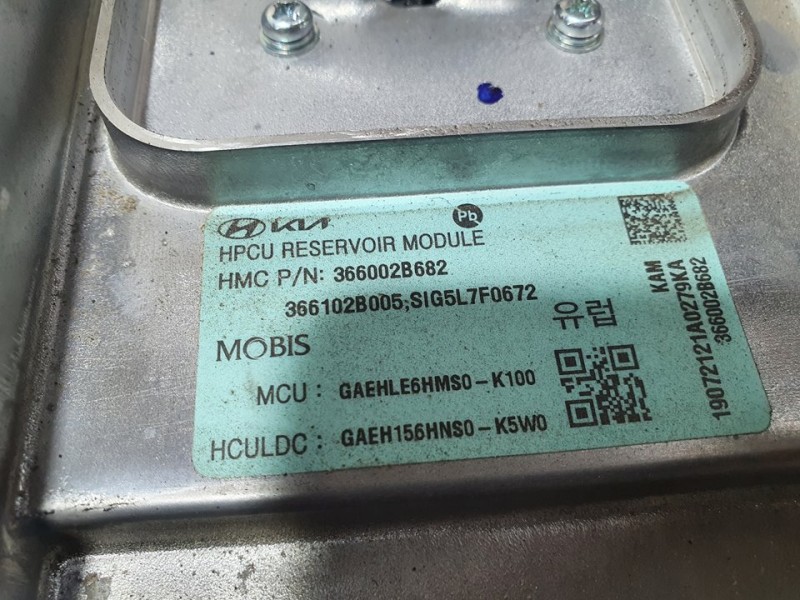 KIA
Pb
HPCU RESERVOIR MODULE
HMC P/N: 366002B682
366102B005;SIG5L7F0672
유럽
MOBIS
MCU : GAEHLE6HMS0-K100
HCULDC : GAEH156HNS0-K5W0
KAM
19072121A0279KA
366002B682